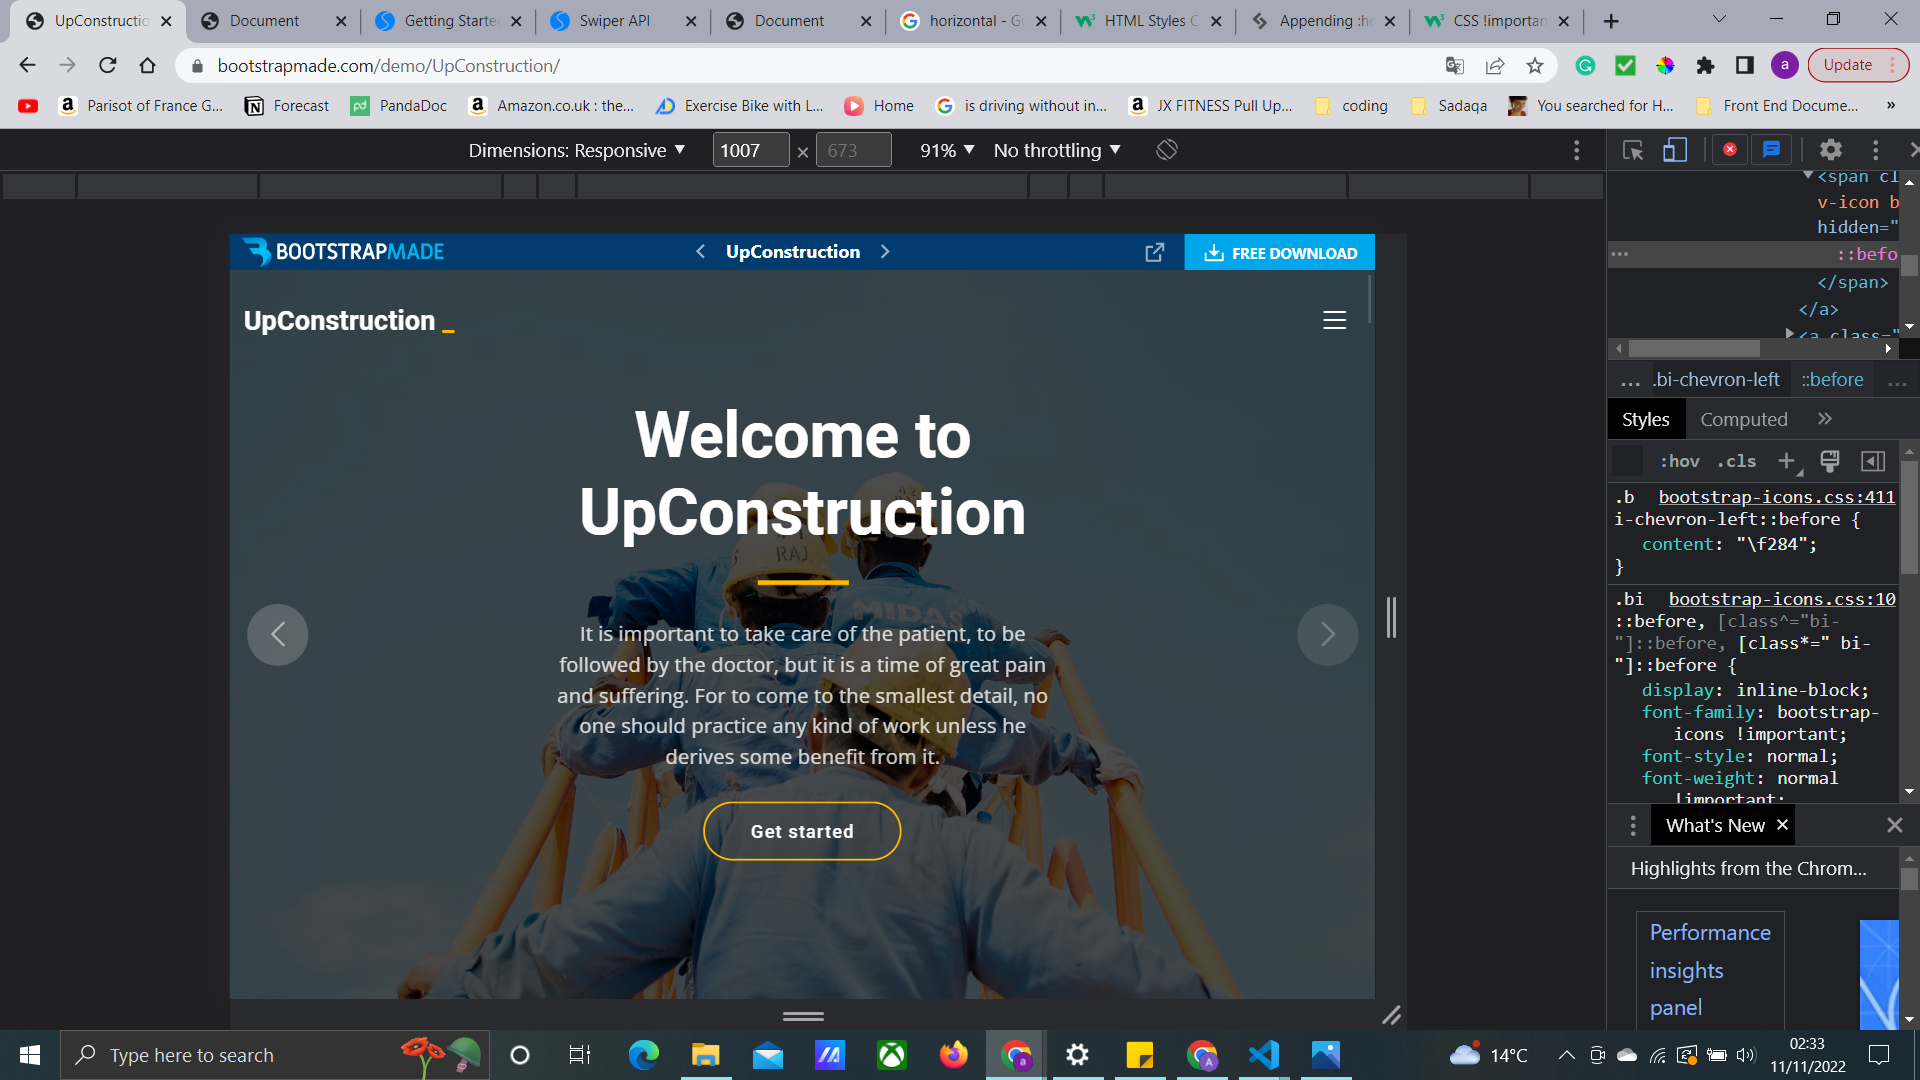 UpConstructio
Document
Getting Starte
Swiper API
Document
horizontal - G
HTML Styles C
Appending :h
CSS !importan
bootstrapmade.com/demo/UpConstruction/
a
Update
Parisot of France G...
Forecast
PandaDoc
Amazon.co.uk : the...
Exercise Bike with L...
Home
is driving without in...
JX FITNESS Pull Up...
coding
Sadaqa
You searched for H...
Front End Docume...
»
Dimensions: Responsive
1007 × 673
91%
No throttling
<span cl
v-icon b
hidden="
::befo
</span>
</a>
<a class="
... .bi-chevron-left ::before ...
Styles Computed »
:hov .cls +
.b bootstrap-icons.css:411
i-chevron-left::before {
content: "\f284";
}
.bi bootstrap-icons.css:10
::before, [class^="bi-
"]::before, [class*=" bi-
"]::before {
display: inline-block;
font-family: bootstrap-
icons !important;
font-style: normal;
font-weight: normal
!important;
What's New ×
Highlights from the Chrom...
Performance
insights
panel
BOOTSTRAPMADE
UpConstruction
FREE DOWNLOAD
UpConstruction _
Welcome to
UpConstruction
RAJ
MIDAS
It is important to take care of the patient, to be
followed by the doctor, but it is a time of great pain
and suffering. For to come to the smallest detail, no
one should practice any kind of work unless he
derives some benefit from it.
Get started
Type here to search
14°C
02:33
11/11/2022